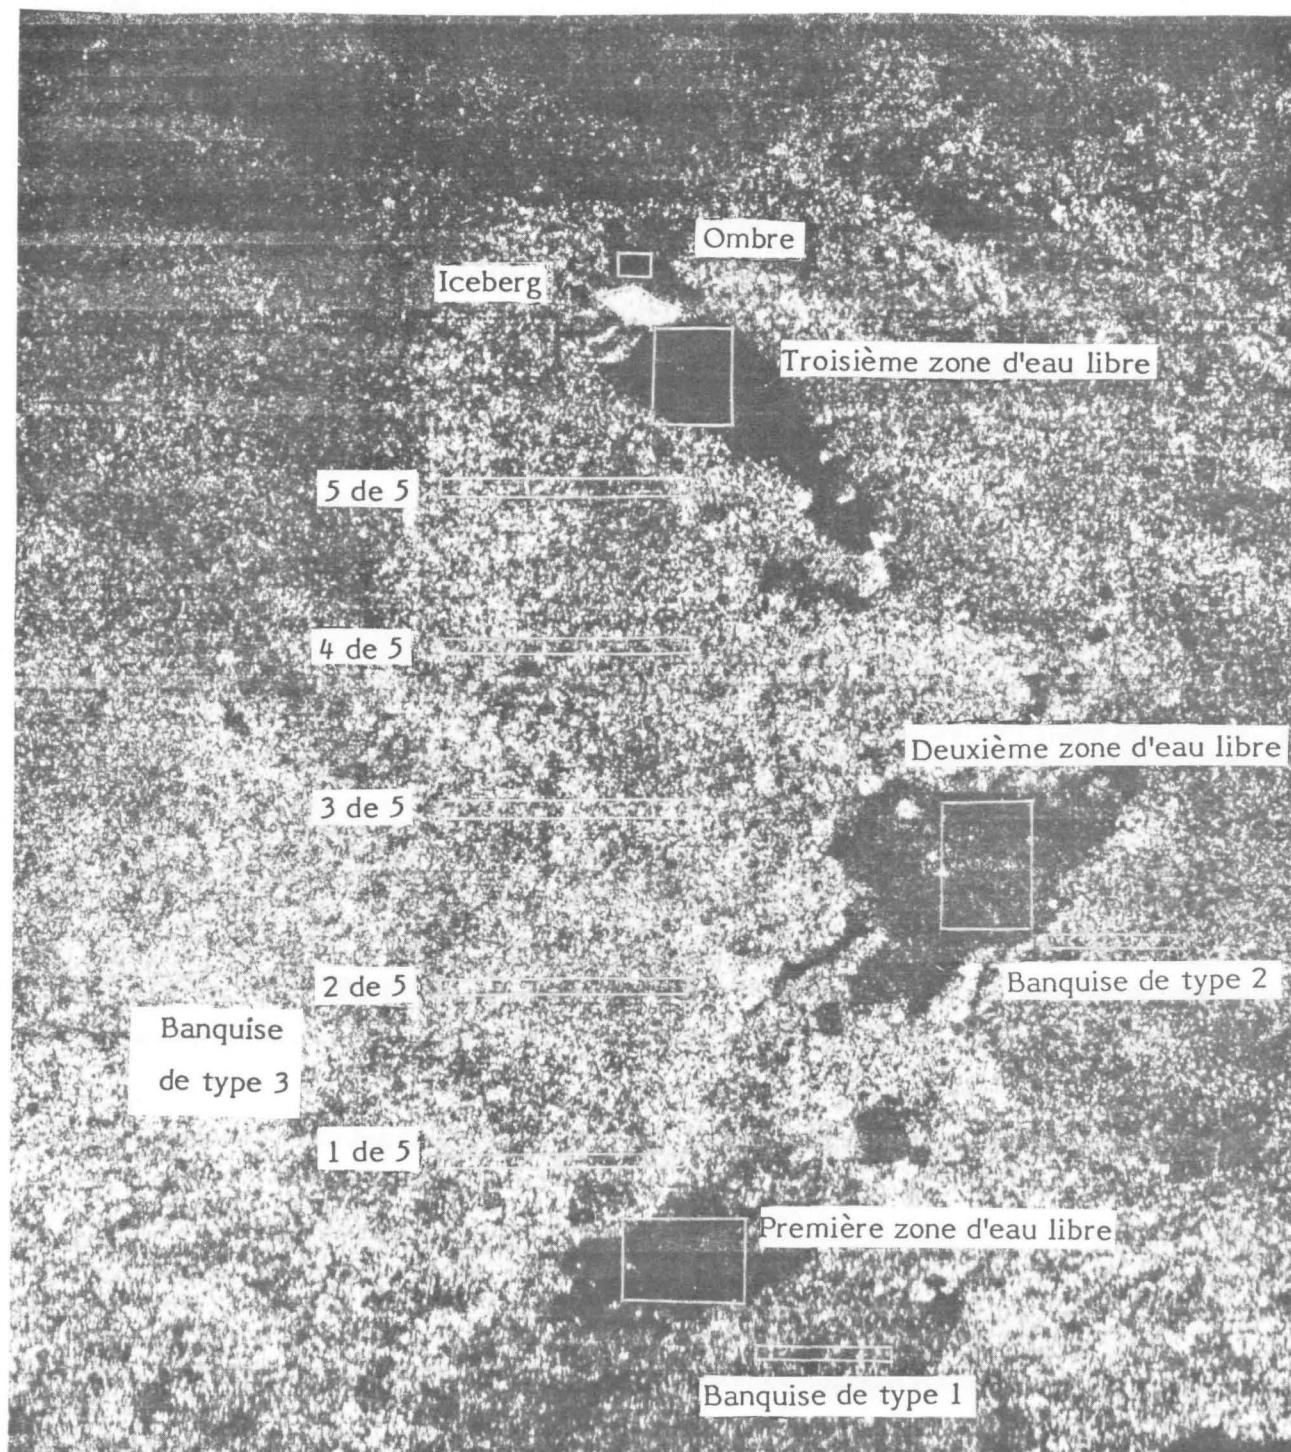 Ombre
Iceberg
Troisième zone d'eau libre
5 de 5
4 de 5
Deuxième zone d'eau libre
3 de 5
2 de 5
Banquise de type 2
Banquise
de type 3
1 de 5
Première zone d'eau libre
Banquise de type 1